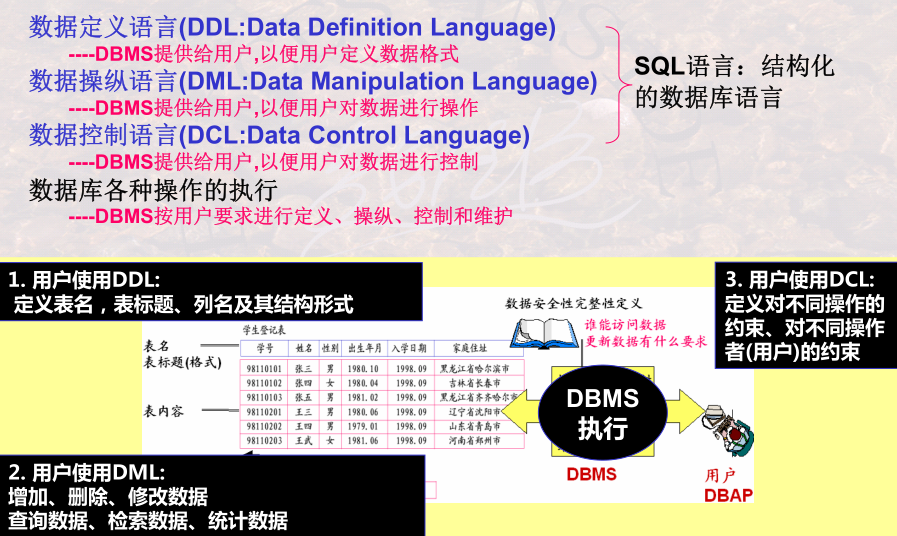 数据定义语言(DDL:Data Definition Language)
----DBMS提供给用户,以便用户定义数据格式
数据操纵语言(DML:Data Manipulation Language)
----DBMS提供给用户,以便用户对数据进行操作
数据控制语言(DCL:Data Control Language)
----DBMS提供给用户,以便用户对数据进行控制
数据库各种操作的执行
----DBMS按用户要求进行定义、操纵、控制和维护
SQL语言：结构化
的数据库语言
1. 用户使用DDL:
定义表名，表标题、列名及其结构形式
3. 用户使用DCL:
定义对不同操作的
约束、对不同操作
者(用户)的约束
数据安全性完整性定义
谁能访问数据
更新数据有什么要求
学生登记表
表名
表标题(格式)
表内容
学号 姓名 性别 出生年月 入学日期 家庭住址
98110101 张三 男 1980.10 1998.09 黑龙江省哈尔滨市
98110102 张四 女 1980.04 1998.09 吉林省长春市
98110103 张五 男 1981.02 1998.09 黑龙江省齐齐哈尔市
98110201 王三 男 1980.06 1998.09 辽宁省沈阳市
98110202 王四 男 1979.01 1998.09 山东省青岛市
98110203 王武 女 1981.06 1998.09 河南省郑州市
DBMS
执行
DBMS
用户
DBAP
2. 用户使用DML:
增加、删除、修改数据
查询数据、检索数据、统计数据